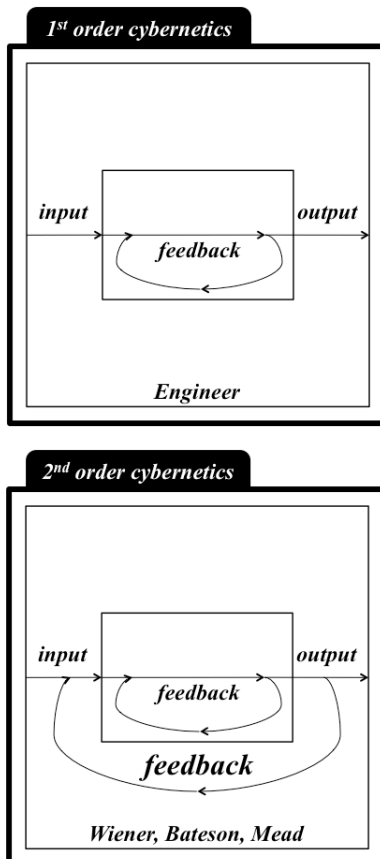 1st order cybernetics
input
output
feedback
Engineer
2nd order cybernetics
input
output
feedback
feedback
Wiener, Bateson, Mead